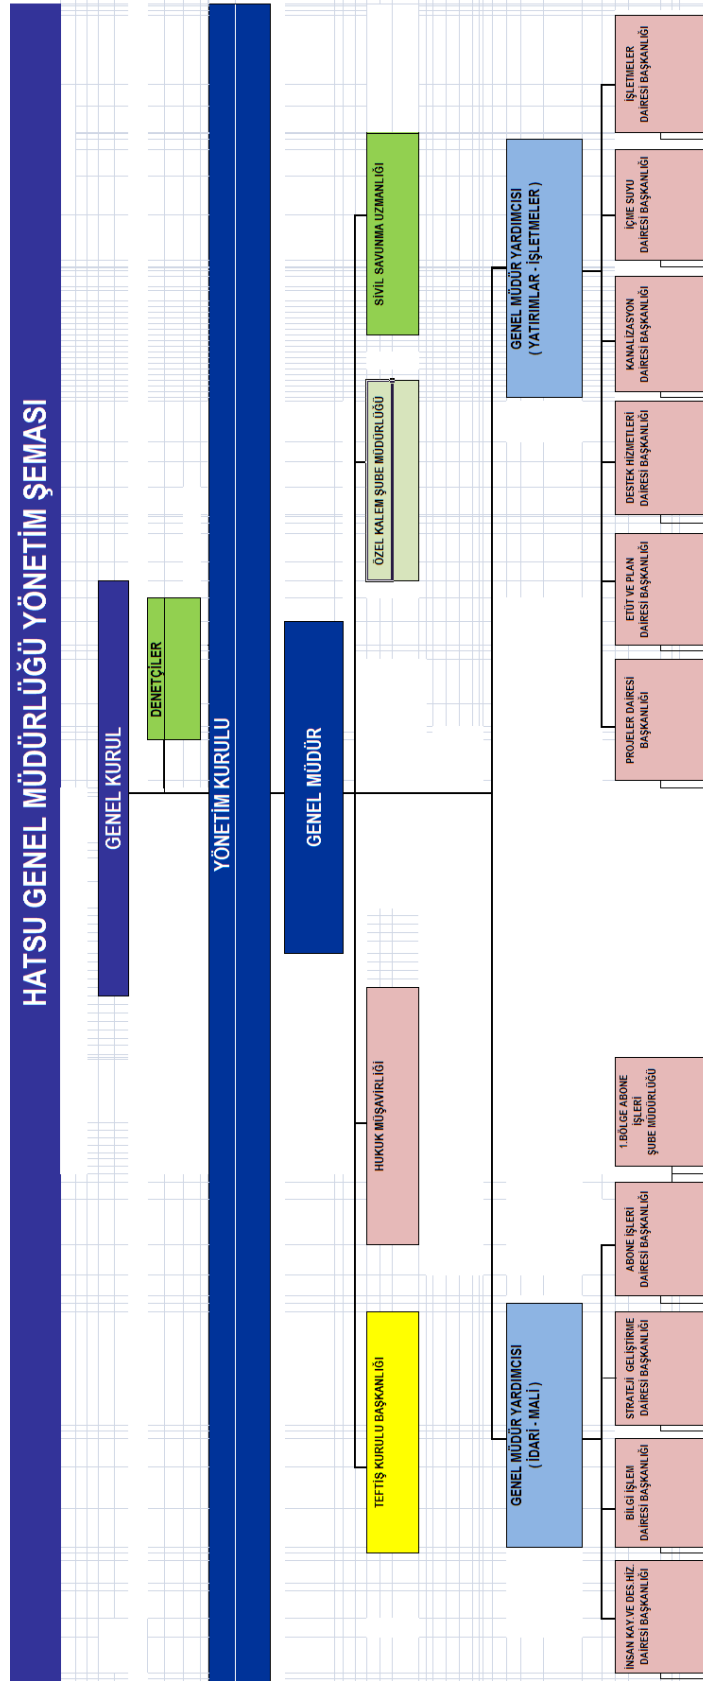 HATSU GENEL MÜDÜRLÜĞÜ YÖNETİM ŞEMASI
GENEL KURUL
DENETÇİLER
YÖNETİM KURULU
GENEL MÜDÜR
TEFTİŞ KURULU BAŞKANLIĞI
HUKUK MÜŞAVİRLİĞİ
ÖZEL KALEM ŞUBE MÜDÜRLÜĞÜ
SİVİL SAVUNMA UZMANLIĞI
GENEL MÜDÜR YARDIMCISI
( İDARİ - MALİ )
GENEL MÜDÜR YARDIMCISI
( YATIRIMLAR - İŞLETMELER )
İNSAN KAY.VE DES.HİZ.
DAİRESİ BAŞKANLIĞI
BİLGİ İŞLEM
DAİRESİ BAŞKANLIĞI
STRATEJİ GELİŞTİRME
DAİRESİ BAŞKANLIĞI
ABONE İŞLERİ
DAİRESİ BAŞKANLIĞI
1.BÖLGE ABONE
İŞLERİ
ŞUBE MÜDÜRLÜĞÜ
PROJELER DAİRESİ
BAŞKANLIĞI
ETÜT VE PLAN
DAİRESİ BAŞKANLIĞI
DESTEK HİZMETLERİ
DAİRESİ BAŞKANLIĞI
KANALİZASYON
DAİRESİ BAŞKANLIĞI
İÇME SUYU
DAİRESİ BAŞKANLIĞI
İŞLETMELER
DAİRESİ BAŞKANLIĞI